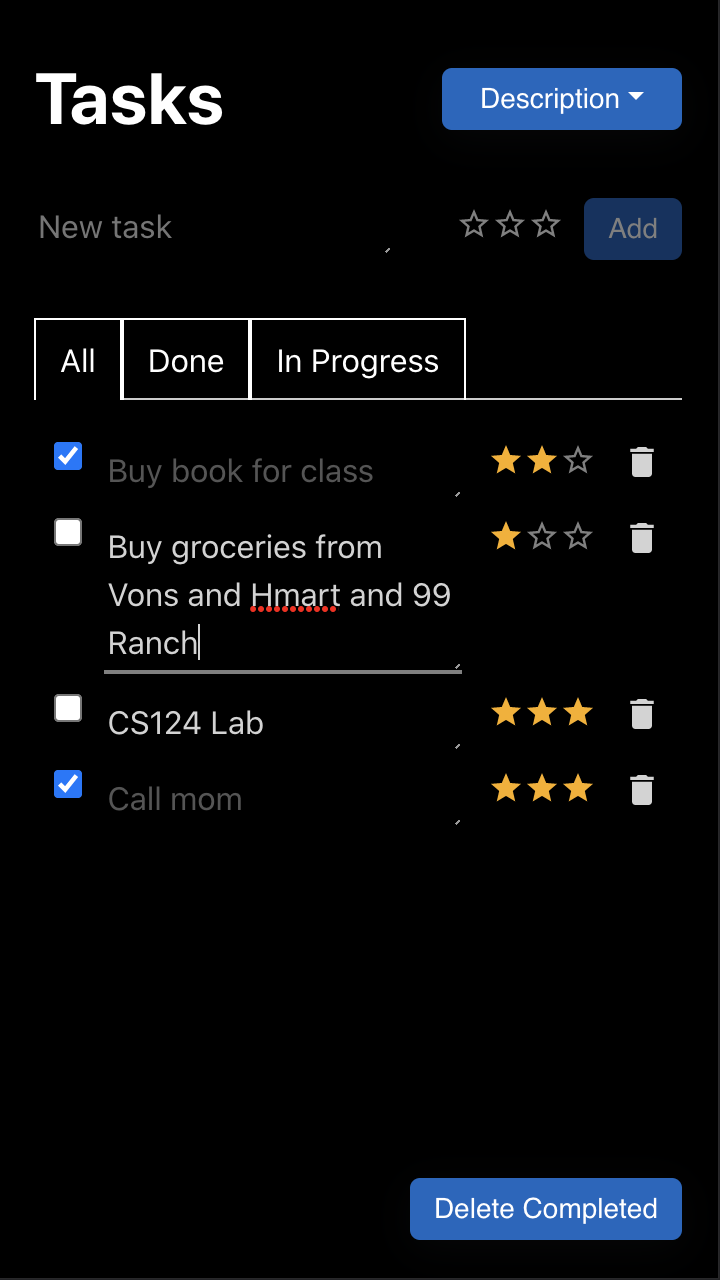 Tasks
Description
New task
Add
All
Done
In Progress
Buy book for class
Buy groceries from
Vons and Hmart and 99
Ranch
CS124 Lab
Call mom
Delete Completed